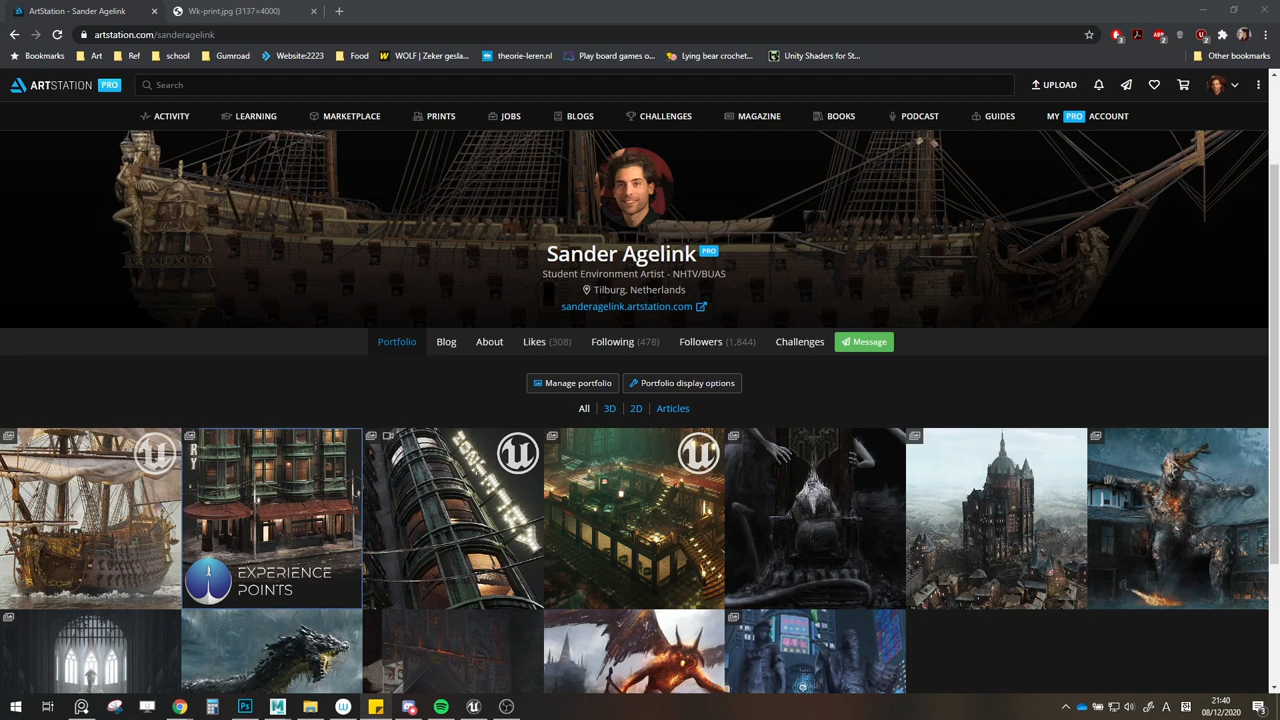 ArtStation - Sander Agelink
Wk-print.jpg (3137×4000)
artstation.com/sanderagelink
3
2
2
Bookmarks Art Ref school Gumroad Website2223 Food WOLF | Zeker gesla... theorie-leren.nl Play board games o... Lying bear crochet... Unity Shaders for St... Other bookmarks
ARTSTATION PRO Search UPLOAD
ACTIVITY LEARNING MARKETPLACE PRINTS JOBS BLOGS CHALLENGES MAGAZINE BOOKS PODCAST GUIDES MY PRO ACCOUNT
Sander Agelink PRO
Student Environment Artist - NHTV/BUAS
Tilburg, Netherlands
sanderagelink.artstation.com
Portfolio Blog About Likes (308) Following (478) Followers (1,844) Challenges Message
Manage portfolio Portfolio display options
All 3D 2D Articles
RY
EXPERIENCE
POINTS
21:40
08/12/2020
3